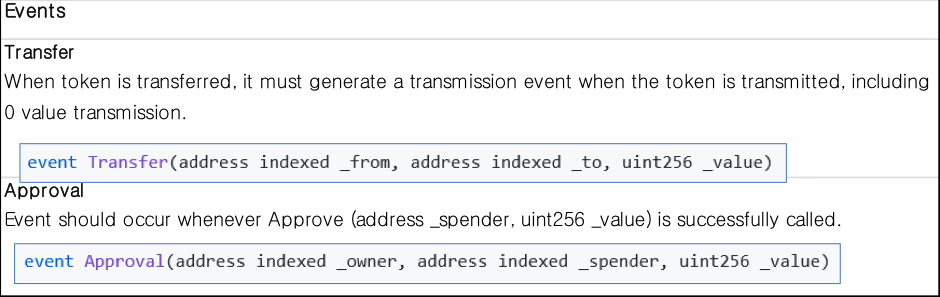 Events
Transfer
When token is transferred, it must generate a transmission event when the token is transmitted, including
0 value transmission.
event Transfer(address indexed _from, address indexed _to, uint256 _value)
Approval
Event should occur whenever Approve (address _spender, uint256 _value) is successfully called.
event Approval(address indexed _owner, address indexed _spender, uint256 _value)